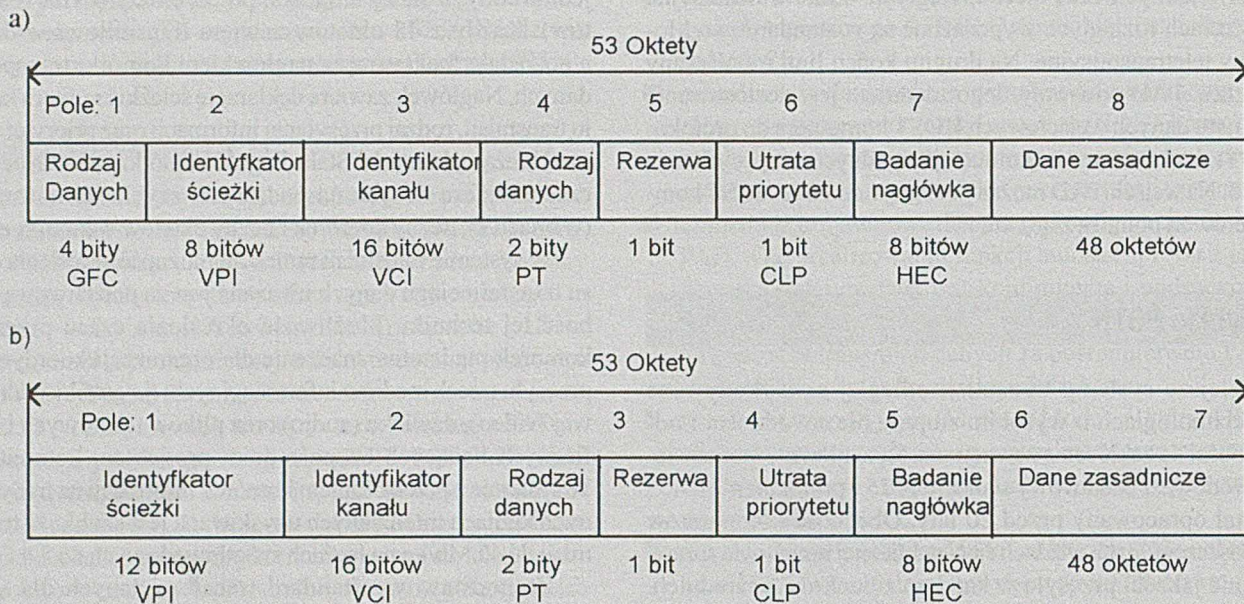 a)
53 Oktety
Pole: 1 2 3 4 5 6 7 8
Rodzaj Danych
Identyfkator ścieżki
Identyfikator kanału
Rodzaj danych
Rezerwa
Utrata priorytetu
Badanie nagłówka
Dane zasadnicze
4 bity GFC
8 bitów VPI
16 bitów VCI
2 bity PT
1 bit
1 bit CLP
8 bitów HEC
48 oktetów
b)
53 Oktety
Pole: 1 2 3 4 5 6 7
Identyfkator ścieżki
Identyfikator kanału
Rodzaj danych
Rezerwa
Utrata priorytetu
Badanie nagłówka
Dane zasadnicze
12 bitów VPI
16 bitów VCI
2 bity PT
1 bit
1 bit CLP
8 bitów HEC
48 oktetów